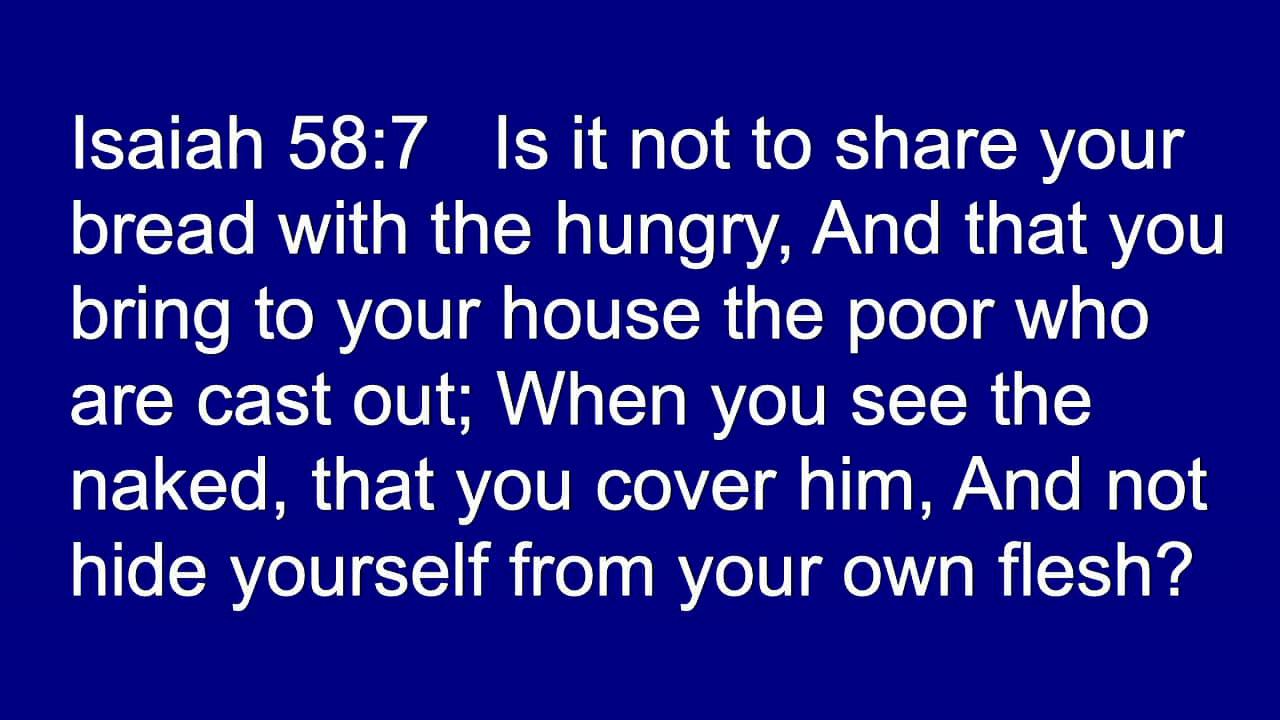 Isaiah 58:7   Is it not to share your
bread with the hungry, And that you
bring to your house the poor who
are cast out; When you see the
naked, that you cover him, And not
hide yourself from your own flesh?